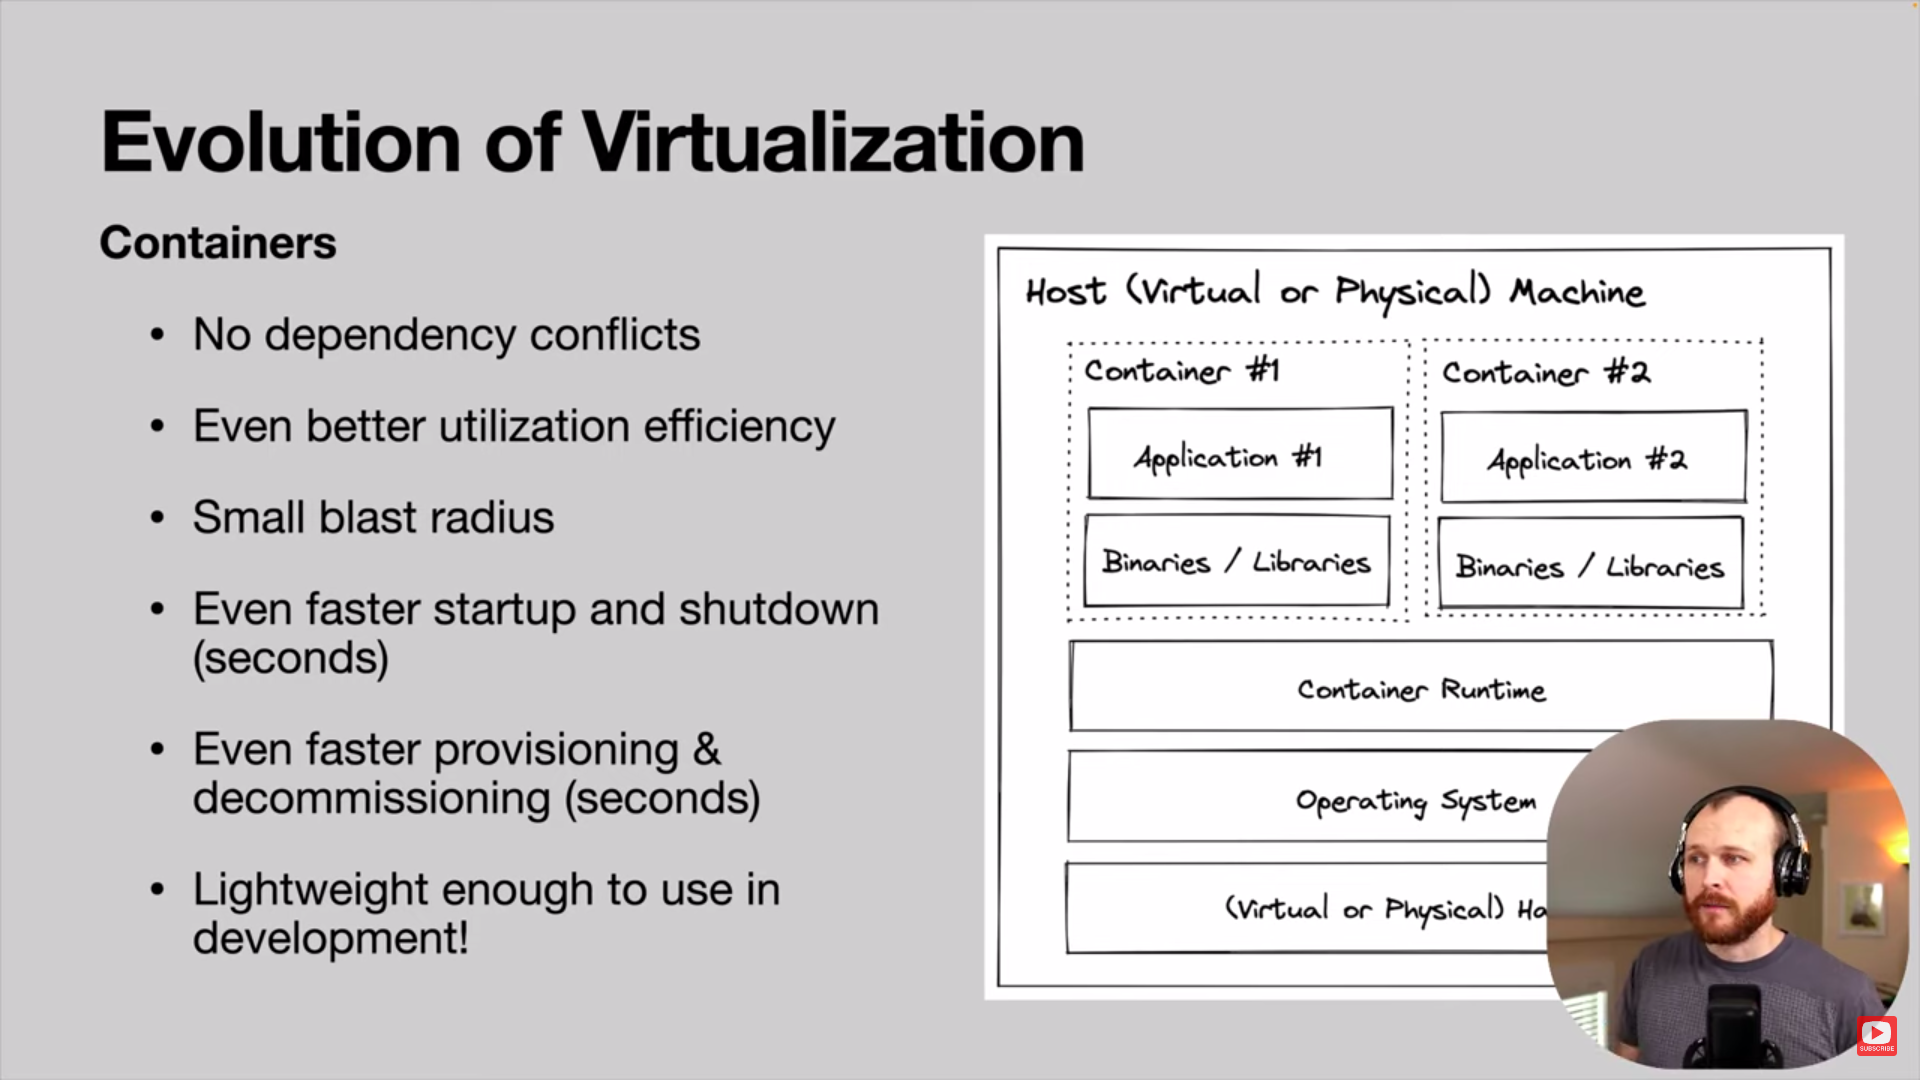 Evolution of Virtualization
Containers
• No dependency conflicts
• Even better utilization efficiency
• Small blast radius
• Even faster startup and shutdown
(seconds)
• Even faster provisioning &
decommissioning (seconds)
• Lightweight enough to use in
development!
Host (Virtual or Physical) Machine
Container #1
Application #1
Binaries / Libraries
Container #2
Application #2
Binaries / Libraries
Container Runtime
Operating System
(Virtual or Physical) Ha
SUBSCRIBE